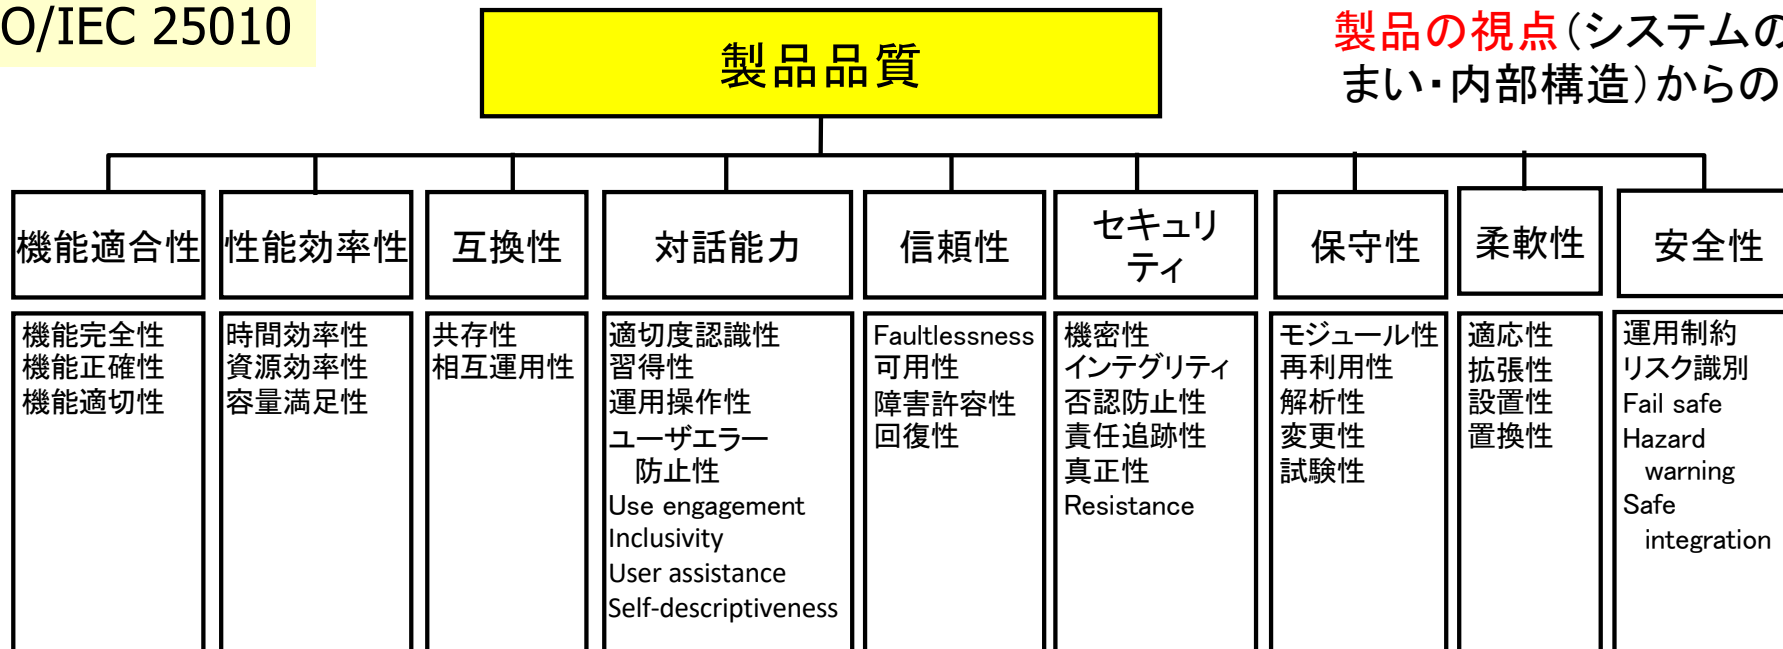 O/IEC 25010
製品品質
製品の視点（システムの
まい・内部構造）からの
機能適合性
機能完全性
機能正確性
機能適切性
性能効率性
時間効率性
資源効率性
容量満足性
互換性
共存性
相互運用性
対話能力
適切度認識性
習得性
運用操作性
ユーザエラー
防止性
Use engagement
Inclusivity
User assistance
Self-descriptiveness
信頼性
Faultlessness
可用性
障害許容性
回復性
セキュリ
ティ
機密性
インテグリティ
否認防止性
責任追跡性
真正性
Resistance
保守性
モジュール性
再利用性
解析性
変更性
試験性
柔軟性
適応性
拡張性
設置性
置換性
安全性
運用制約
リスク識別
Fail safe
Hazard
warning
Safe
integration